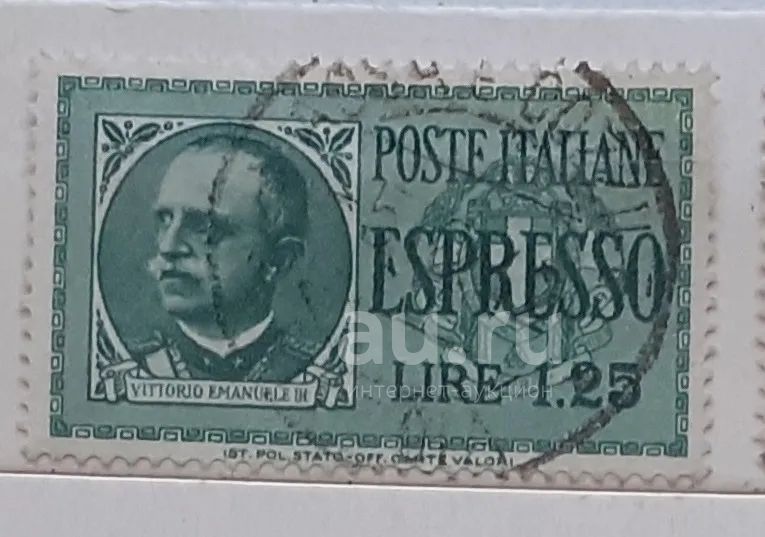 POSTE ITALIANE
ESPRESSO
LIRE 1.25
VITTORIO EMANUELE III
IST. POL. STATO-OFF. CARTE VALORI
au.ru
интернет-аукцион